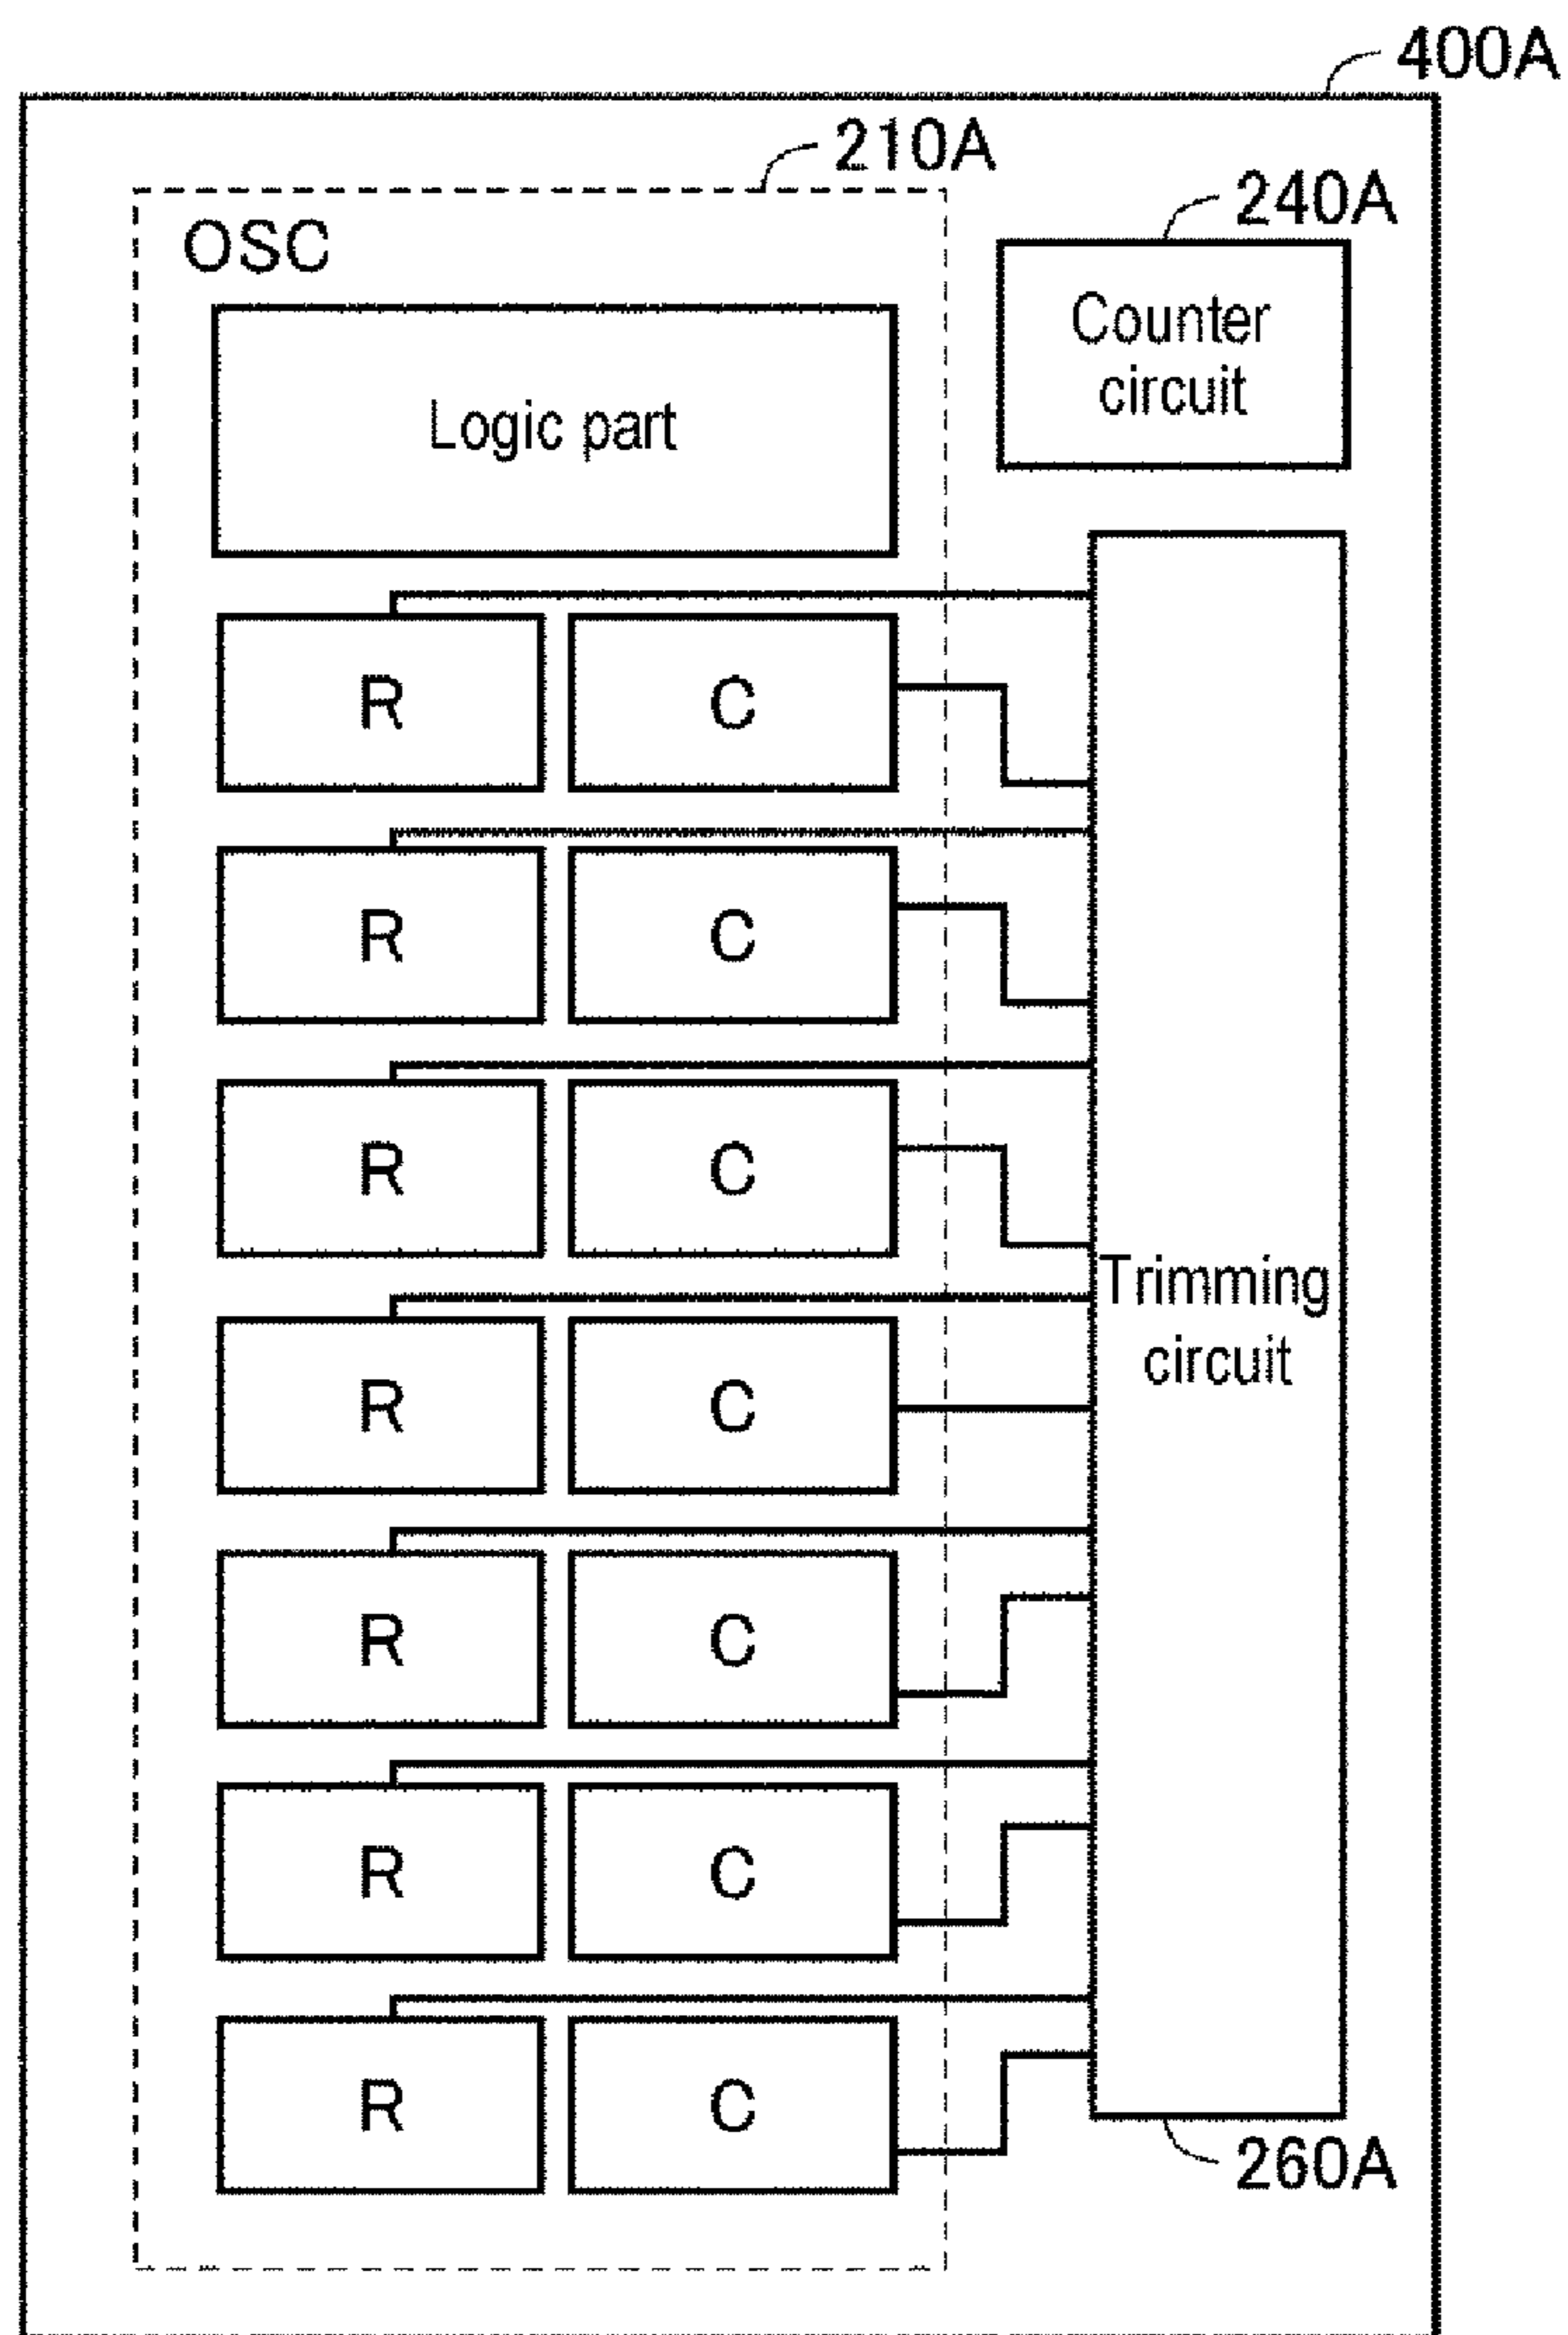 400A
210A
240A
OSC
Counter
circuit
Logic part
R C
R C
R C
Trimming
circuit
R C
R C
R C
R C
260A